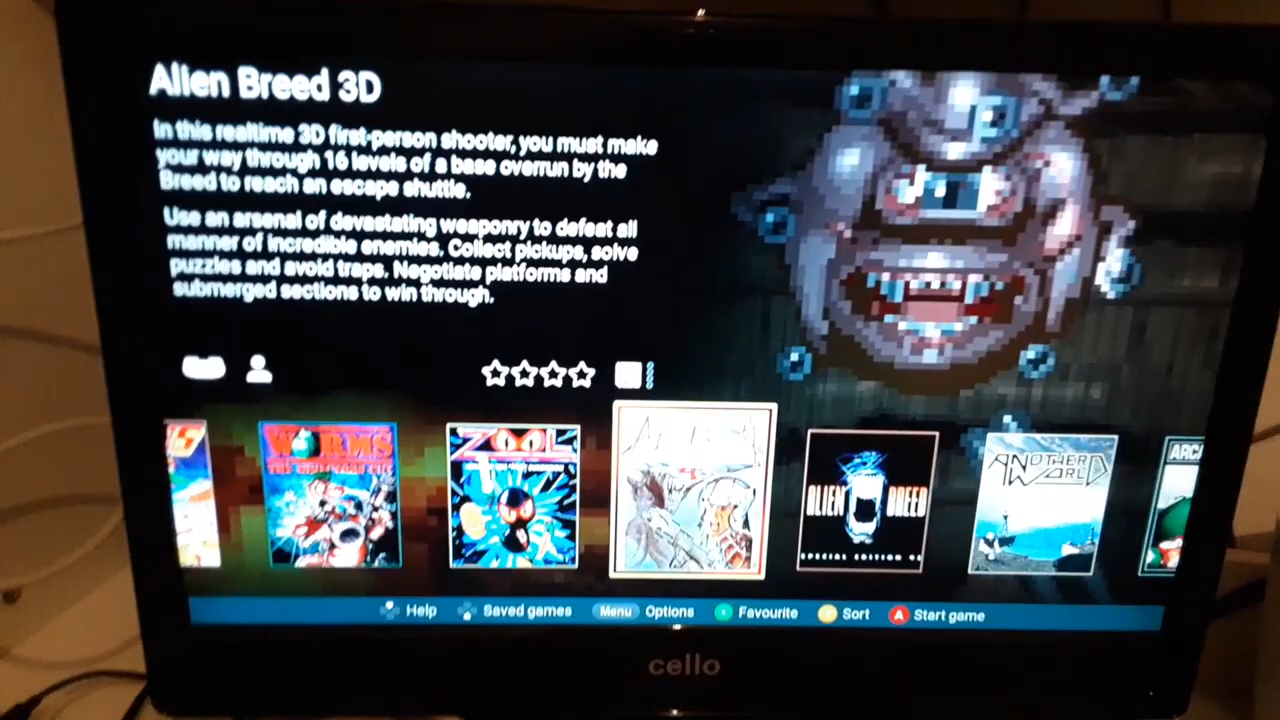 Alien Breed 3D
In this realtime 3D first-person shooter, you must make
your way through 16 levels of a base overrun by the
Breed to reach an escape shuttle.
Use an arsenal of devastating weaponry to defeat all
manner of incredible enemies. Collect pickups, solve
puzzles and avoid traps. Negotiate platforms and
submerged sections to win through.
WORMS
ZOOL
ALIEN BREED
SPECIAL EDITION 92
ANOTHER
WORLD
ARCA
Help Saved games Menu Options Favourite Sort A Start game
cello